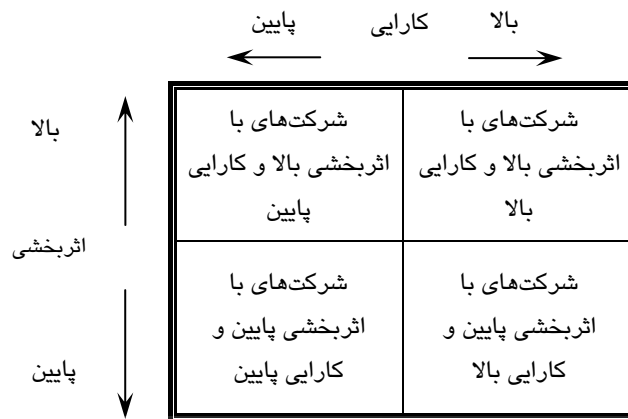 بالا کارایی پایین
بالا
شرکت‌های با
اثربخشی بالا و کارایی
بالا
شرکت‌های با
اثربخشی بالا و کارایی
پایین
اثربخشی
شرکت‌های با
اثربخشی پایین و
کارایی بالا
شرکت‌های با
اثربخشی پایین و
کارایی پایین
پایین